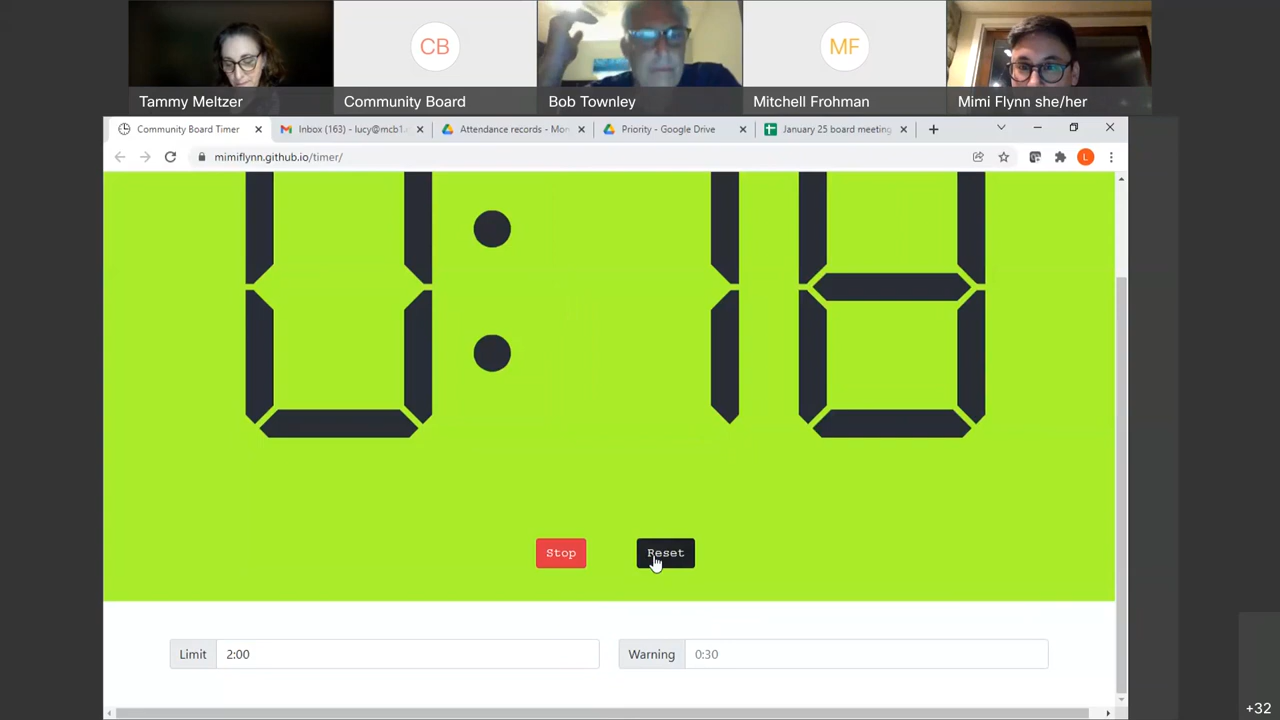 CB
MF
Tammy Meltzer
Community Board
Bob Townley
Mitchell Frohman
Mimi Flynn she/her
Community Board Timer
Inbox (163) - lucy@mcb1.
Attendance records - Mon
Priority - Google Drive
January 25 board meeting
mimiflynn.github.io/timer/
L
0:18
Stop
Reset
Limit
2:00
Warning
0:30
+32